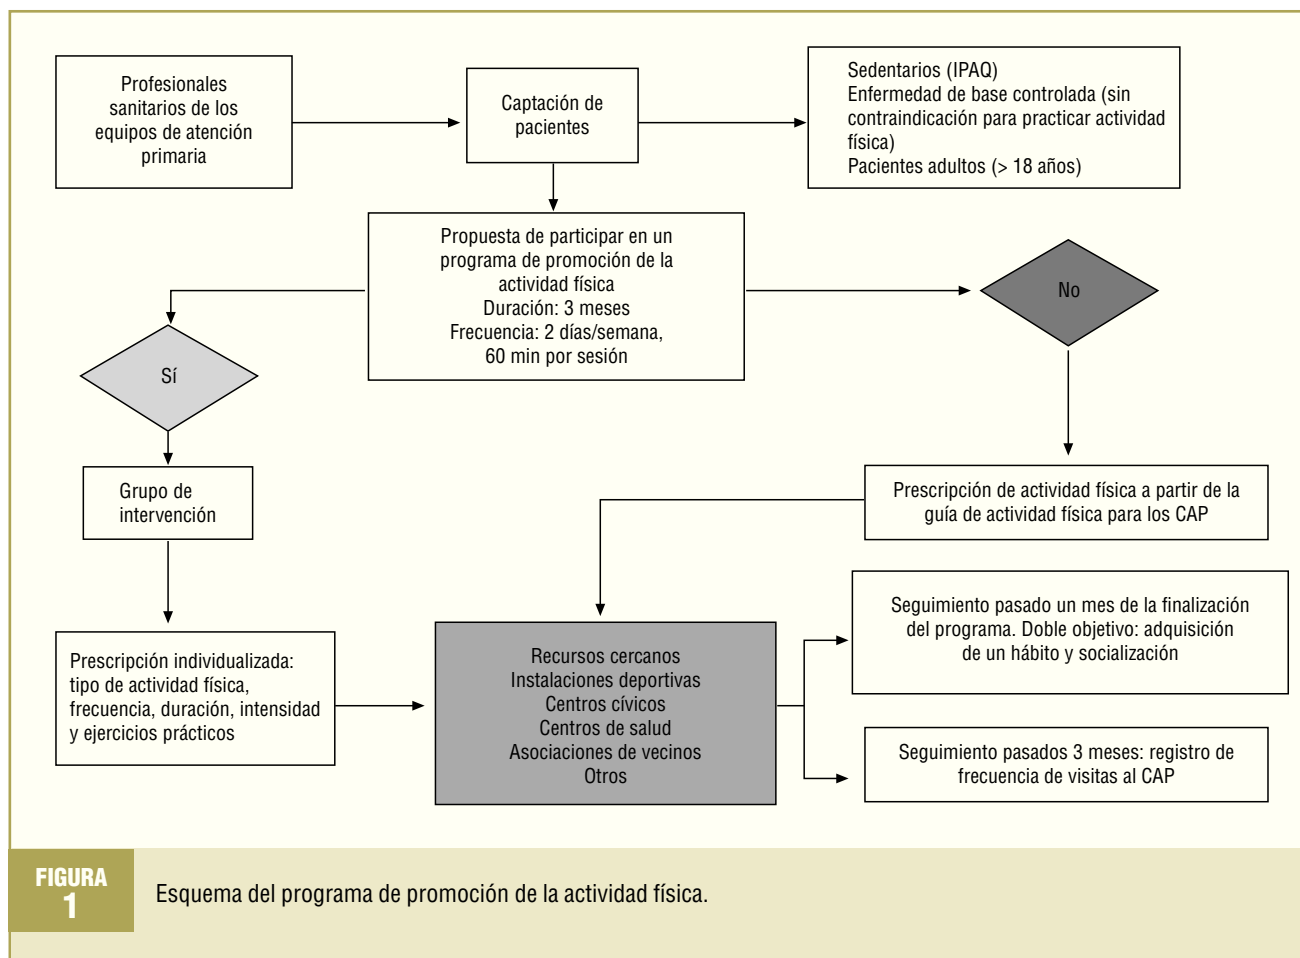 Profesionales
sanitarios de los
equipos de atención
primaria
Captación de
pacientes
Sedentarios (IPAQ)
Enfermedad de base controlada (sin
contraindicación para practicar actividad
física)
Pacientes adultos (> 18 años)
Propuesta de participar en un
programa de promoción de la
actividad física
Duración: 3 meses
Frecuencia: 2 días/semana,
60 min por sesión
No
Sí
Grupo de
intervención
Prescripción de actividad física a partir de la
guía de actividad física para los CAP
Prescripción individualizada:
tipo de actividad física,
frecuencia, duración, intensidad
y ejercicios prácticos
Recursos cercanos
Instalaciones deportivas
Centros cívicos
Centros de salud
Asociaciones de vecinos
Otros
Seguimiento pasado un mes de la finalización
del programa. Doble objetivo: adquisición
de un hábito y socialización
Seguimiento pasados 3 meses: registro de
frecuencia de visitas al CAP
FIGURA
1
Esquema del programa de promoción de la actividad física.